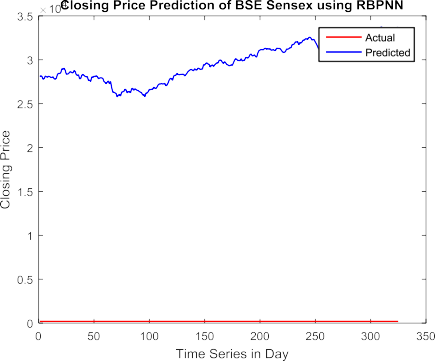 Closing Price Prediction of BSE Sensex using RBPNN
3.5
3
2.5
2
1.5
1
0.5
0
Closing Price
0 50 100 150 200 250 300 350
Time Series in Day
Actual
Predicted